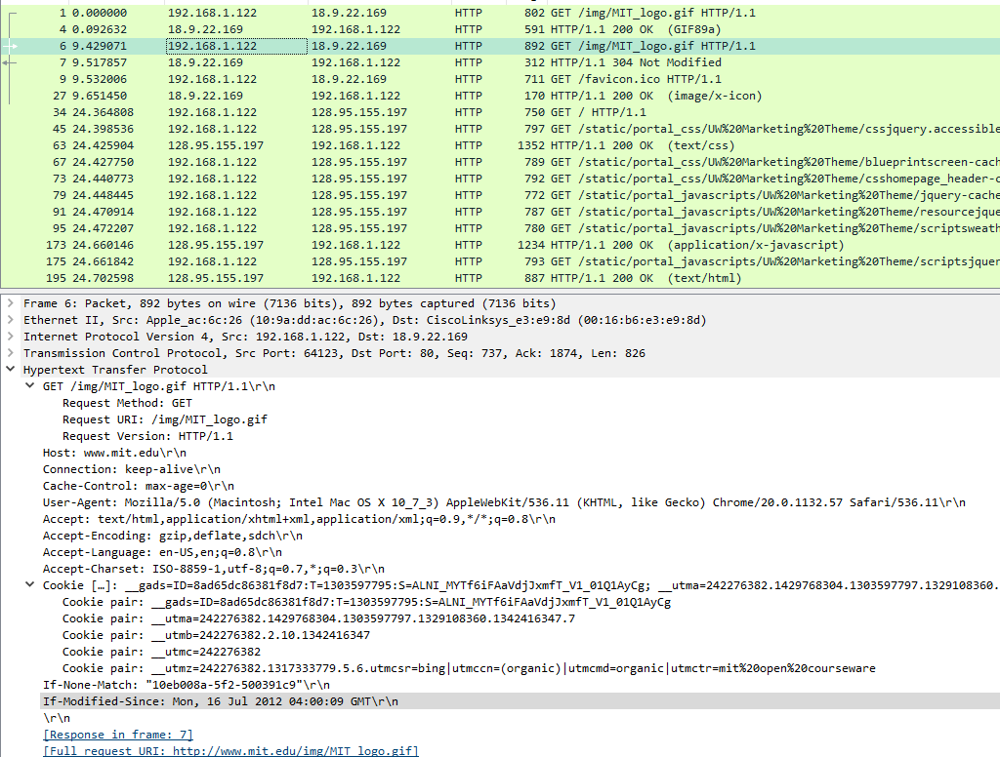 1 0.000000 192.168.1.122 18.9.22.169 HTTP 802 GET /img/MIT_logo.gif HTTP/1.1
4 0.092632 18.9.22.169 192.168.1.122 HTTP 591 HTTP/1.1 200 OK (GIF89a)
6 9.429071 192.168.1.122 18.9.22.169 HTTP 892 GET /img/MIT_logo.gif HTTP/1.1
7 9.517857 18.9.22.169 192.168.1.122 HTTP 312 HTTP/1.1 304 Not Modified
9 9.532006 192.168.1.122 18.9.22.169 HTTP 711 GET /favicon.ico HTTP/1.1
27 9.651450 18.9.22.169 192.168.1.122 HTTP 170 HTTP/1.1 200 OK (image/x-icon)
34 24.364808 192.168.1.122 128.95.155.197 HTTP 750 GET / HTTP/1.1
45 24.398536 192.168.1.122 128.95.155.197 HTTP 797 GET /static/portal_css/UW%20Marketing%20Theme/cssjquery.accessible
63 24.425904 128.95.155.197 192.168.1.122 HTTP 1352 HTTP/1.1 200 OK (text/css)
67 24.427750 192.168.1.122 128.95.155.197 HTTP 789 GET /static/portal_css/UW%20Marketing%20Theme/blueprintscreen-cach
73 24.440773 192.168.1.122 128.95.155.197 HTTP 792 GET /static/portal_css/UW%20Marketing%20Theme/csshomepage_header-c
79 24.448445 192.168.1.122 128.95.155.197 HTTP 772 GET /static/portal_javascripts/UW%20Marketing%20Theme/jquery-cache
91 24.470914 192.168.1.122 128.95.155.197 HTTP 787 GET /static/portal_javascripts/UW%20Marketing%20Theme/resourcejque
95 24.472207 192.168.1.122 128.95.155.197 HTTP 780 GET /static/portal_javascripts/UW%20Marketing%20Theme/scriptsweath
173 24.660146 128.95.155.197 192.168.1.122 HTTP 1234 HTTP/1.1 200 OK (application/x-javascript)
175 24.661842 192.168.1.122 128.95.155.197 HTTP 793 GET /static/portal_javascripts/UW%20Marketing%20Theme/scriptsjquer
195 24.702598 128.95.155.197 192.168.1.122 HTTP 887 HTTP/1.1 200 OK (text/html)
Frame 6: Packet, 892 bytes on wire (7136 bits), 892 bytes captured (7136 bits)
Ethernet II, Src: Apple_ac:6c:26 (10:9a:dd:ac:6c:26), Dst: CiscoLinksys_e3:e9:8d (00:16:b6:e3:e9:8d)
Internet Protocol Version 4, Src: 192.168.1.122, Dst: 18.9.22.169
Transmission Control Protocol, Src Port: 64123, Dst Port: 80, Seq: 737, Ack: 1874, Len: 826
Hypertext Transfer Protocol
GET /img/MIT_logo.gif HTTP/1.1\r\n
Request Method: GET
Request URI: /img/MIT_logo.gif
Request Version: HTTP/1.1
Host: www.mit.edu\r\n
Connection: keep-alive\r\n
Cache-Control: max-age=0\r\n
User-Agent: Mozilla/5.0 (Macintosh; Intel Mac OS X 10_7_3) AppleWebKit/536.11 (KHTML, like Gecko) Chrome/20.0.1132.57 Safari/536.11\r\n
Accept: text/html,application/xhtml+xml,application/xml;q=0.9,*/*;q=0.8\r\n
Accept-Encoding: gzip,deflate,sdch\r\n
Accept-Language: en-US,en;q=0.8\r\n
Accept-Charset: ISO-8859-1,utf-8;q=0.7,*;q=0.3\r\n
Cookie […]: __gads=ID=8ad65dc86381f8d7:T=1303597795:S=ALNI_MYTf6iFAaVdjJxmfT_V1_01Q1AyCg; __utma=242276382.1429768304.1303597797.1329108360.
Cookie pair: __gads=ID=8ad65dc86381f8d7:T=1303597795:S=ALNI_MYTf6iFAaVdjJxmfT_V1_01Q1AyCg
Cookie pair: __utma=242276382.1429768304.1303597797.1329108360.1342416347.7
Cookie pair: __utmb=242276382.2.10.1342416347
Cookie pair: __utmc=242276382
Cookie pair: __utmz=242276382.1317333779.5.6.utmcsr=bing|utmccn=(organic)|utmcmd=organic|utmctr=mit%20open%20courseware
If-None-Match: "10eb008a-5f2-500391c9"\r\n
If-Modified-Since: Mon, 16 Jul 2012 04:00:09 GMT\r\n
\r\n
[Response in frame: 7]
[Full request URI: http://www.mit.edu/img/MIT_logo.gif]